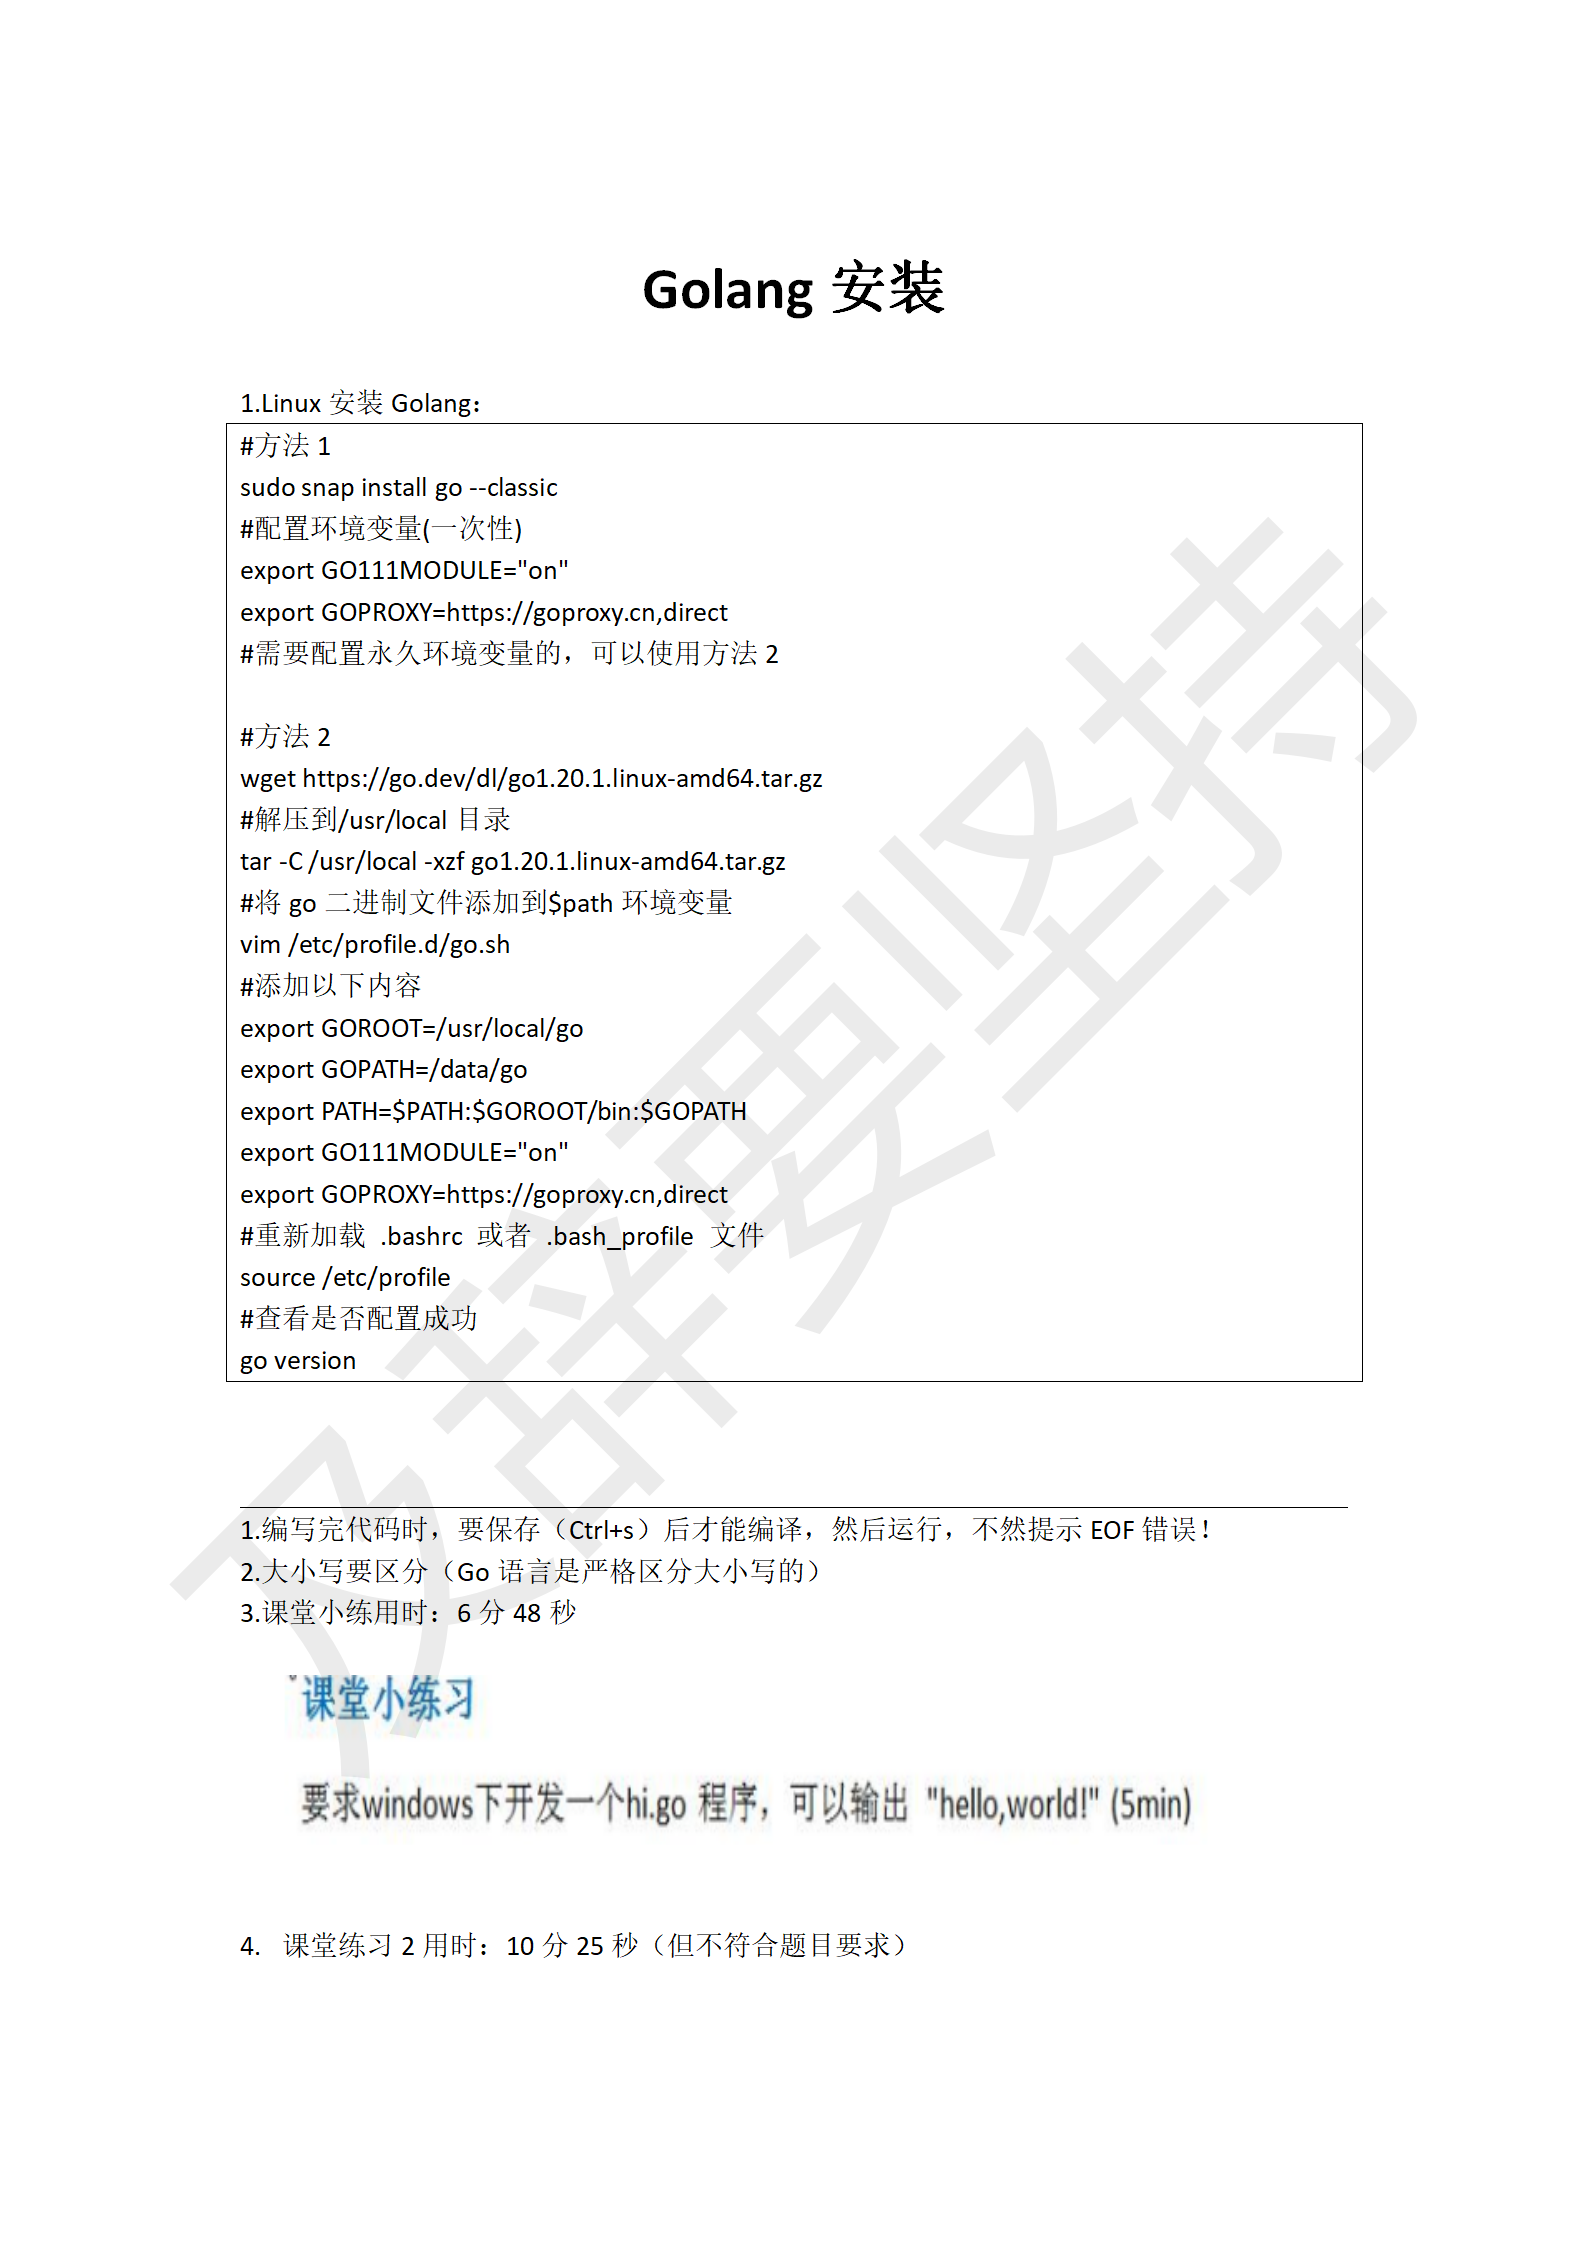 Golang 安装
1.Linux 安装 Golang：
#方法 1
sudo snap install go --classic
#配置环境变量(一次性)
export GO111MODULE="on"
export GOPROXY=https://goproxy.cn,direct
#需要配置永久环境变量的，可以使用方法 2
#方法 2
wget https://go.dev/dl/go1.20.1.linux-amd64.tar.gz
#解压到/usr/local 目录
tar -C /usr/local -xzf go1.20.1.linux-amd64.tar.gz
#将 go 二进制文件添加到$path 环境变量
vim /etc/profile.d/go.sh
#添加以下内容
export GOROOT=/usr/local/go
export GOPATH=/data/go
export PATH=$PATH:$GOROOT/bin:$GOPATH
export GO111MODULE="on"
export GOPROXY=https://goproxy.cn,direct
#重新加载 .bashrc 或者 .bash_profile 文件
source /etc/profile
#查看是否配置成功
go version
1.编写完代码时，要保存（Ctrl+s）后才能编译，然后运行，不然提示 EOF 错误！
2.大小写要区分（Go 语言是严格区分大小写的）
3.课堂小练用时：6 分 48 秒
课堂小练习
要求windows下开发一个hi.go 程序，可以输出 "hello,world!" (5min)
4. 课堂练习 2 用时：10 分 25 秒（但不符合题目要求）
及辞要坚持